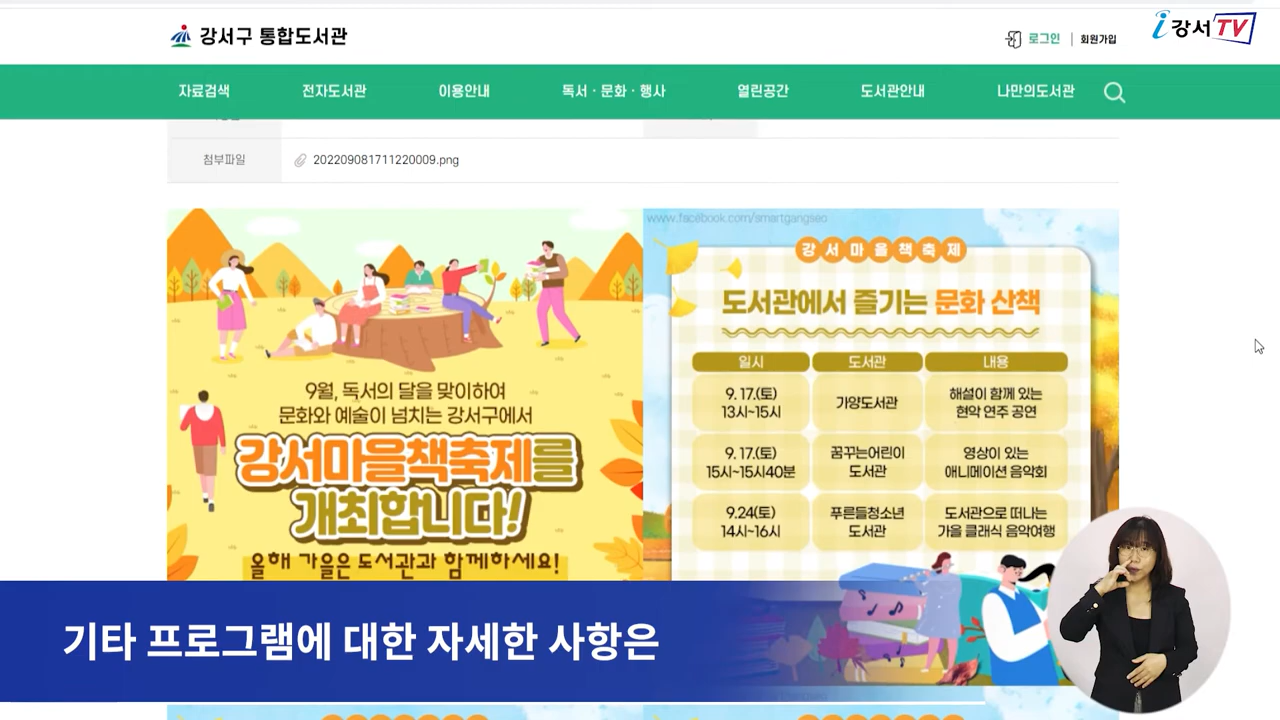 강서구 통합도서관
로그인
회원가입
i강서TV
자료검색
전자도서관
이용안내
독서 · 문화 · 행사
열린공간
도서관안내
나만의도서관
첨부파일
202209081711220009.png
9월, 독서의 달을 맞이하여
문화와 예술이 넘치는 강서구에서
강서마을책축제를
개최합니다!
올해 가을은 도서관과 함께하세요!
www.facebook.com/smartgangseo
강서마을책축제
도서관에서 즐기는 문화 산책
일시 도서관 내용
9. 17.(토)
13시~15시
가양도서관
해설이 함께 있는
현악 연주 공연
9. 17.(토)
15시~15시40분
꿈꾸는어린이
도서관
영상이 있는
애니메이션 음악회
9.24(토)
14시~16시
푸른들청소년
도서관
도서관으로 떠나는
가을 클래식 음악여행
기타 프로그램에 대한 자세한 사항은